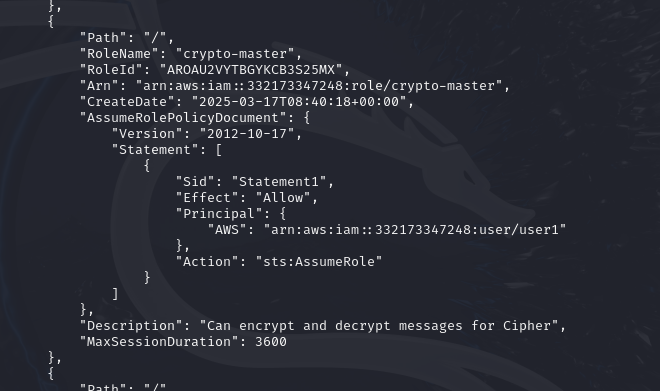 },
{
"Path": "/",
"RoleName": "crypto-master",
"RoleId": "AROAU2VYTBGYKCB3S25MX",
"Arn": "arn:aws:iam::332173347248:role/crypto-master",
"CreateDate": "2025-03-17T08:40:18+00:00",
"AssumeRolePolicyDocument": {
"Version": "2012-10-17",
"Statement": [
{
"Sid": "Statement1",
"Effect": "Allow",
"Principal": {
"AWS": "arn:aws:iam::332173347248:user/user1"
},
"Action": "sts:AssumeRole"
}
]
},
"Description": "Can encrypt and decrypt messages for Cipher",
"MaxSessionDuration": 3600
},
{
"Path": "/"